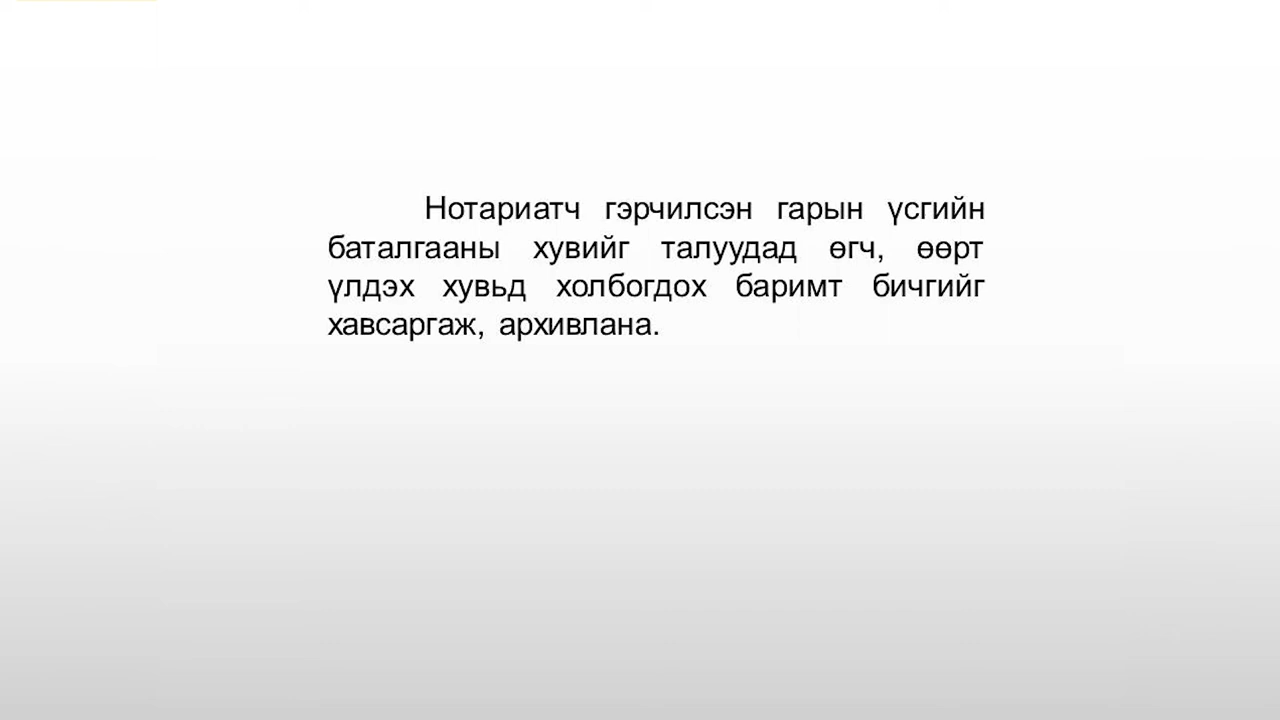 Нотариатч гэрчилсэн гарын үсгийн
баталгааны хувийг талуудад өгч, өөрт
үлдэх хувьд холбогдох баримт бичгийг
хавсаргаж, архивлана.